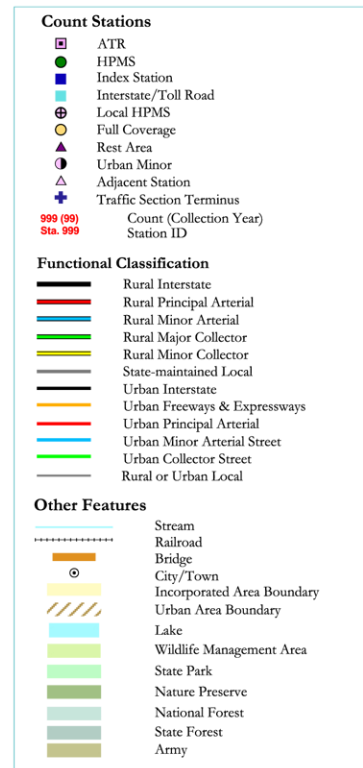 Count Stations
ATR
HPMS
Index Station
Interstate/Toll Road
Local HPMS
Full Coverage
Rest Area
Urban Minor
Adjacent Station
Traffic Section Terminus
999 (99) Count (Collection Year)
Sta. 999 Station ID
Functional Classification
Rural Interstate
Rural Principal Arterial
Rural Minor Arterial
Rural Major Collector
Rural Minor Collector
State-maintained Local
Urban Interstate
Urban Freeways & Expressways
Urban Principal Arterial
Urban Minor Arterial Street
Urban Collector Street
Rural or Urban Local
Other Features
Stream
Railroad
Bridge
City/Town
Incorporated Area Boundary
Urban Area Boundary
Lake
Wildlife Management Area
State Park
Nature Preserve
National Forest
State Forest
Army